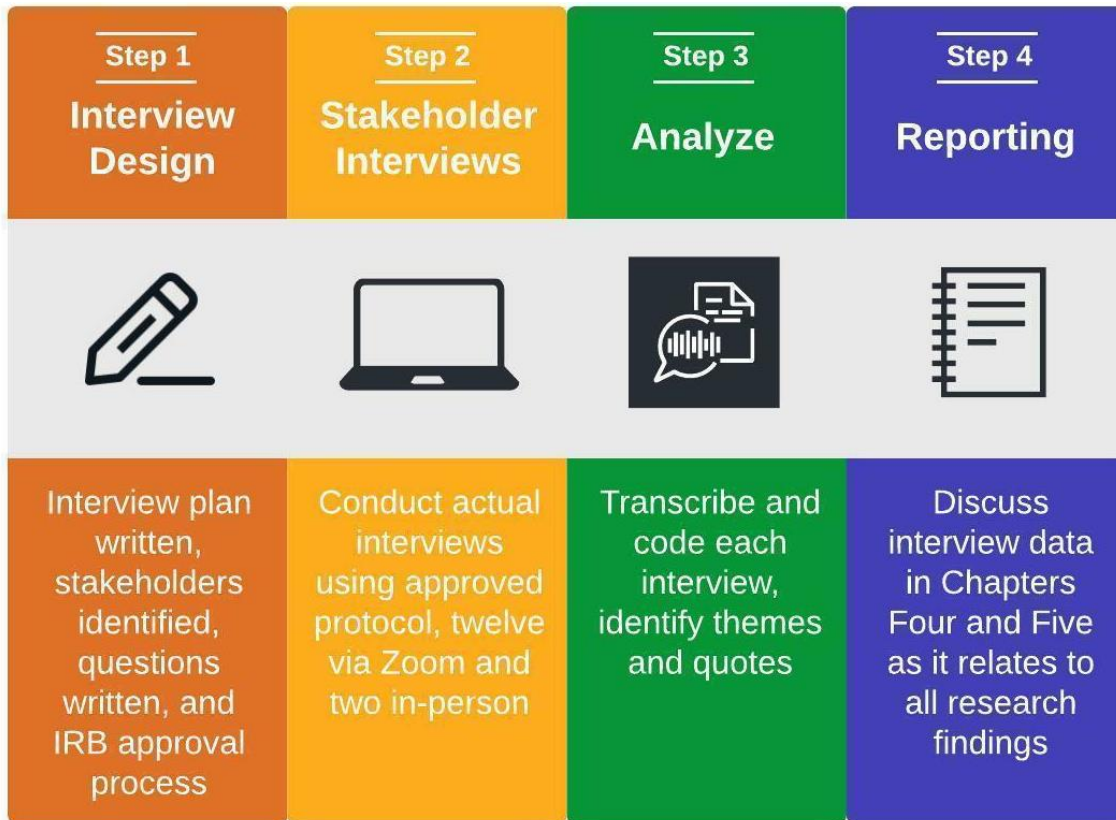 Step 1
Interview
Design
Interview plan
written,
stakeholders
identified,
questions
written, and
IRB approval
process
Step 2
Stakeholder
Interviews
Conduct actual
interviews
using approved
protocol, twelve
via Zoom and
two in-person
Step 3
Analyze
Transcribe and
code each
interview,
identify themes
and quotes
Step 4
Reporting
Discuss
interview data
in Chapters
Four and Five
as it relates to
all research
findings